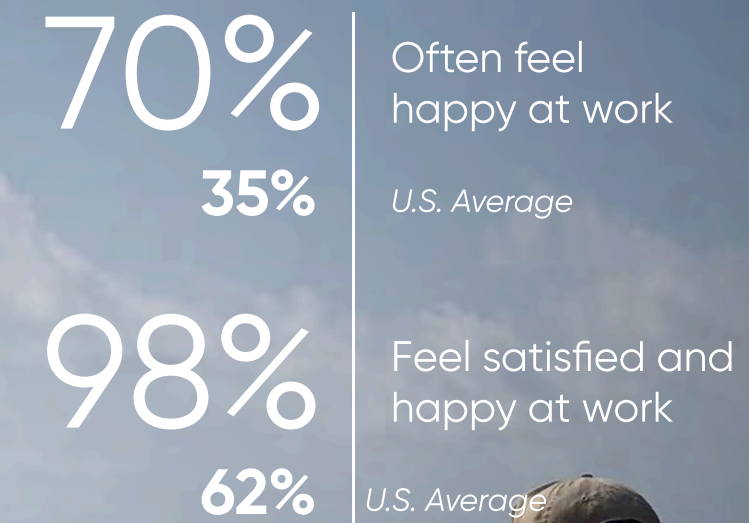 70%
Often feel
happy at work
35%
U.S. Average
98%
Feel satisfied and
happy at work
62%
U.S. Average